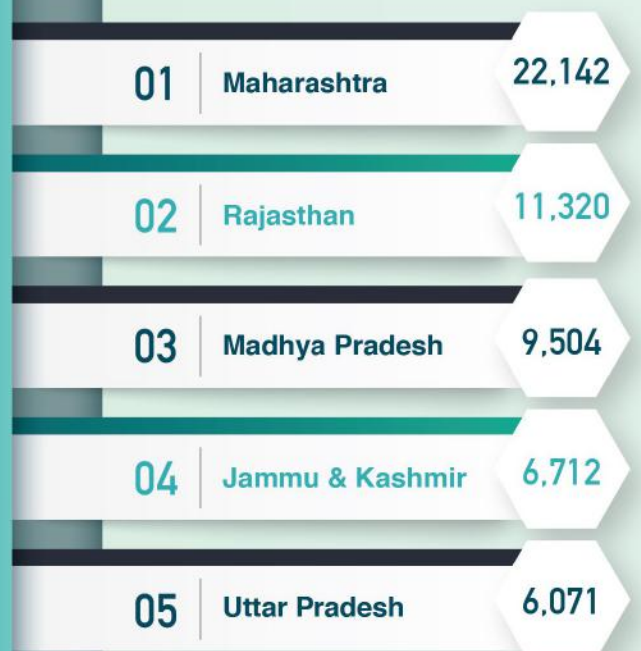 01 Maharashtra 22,142
02 Rajasthan 11,320
03 Madhya Pradesh 9,504
04 Jammu & Kashmir 6,712
05 Uttar Pradesh 6,071